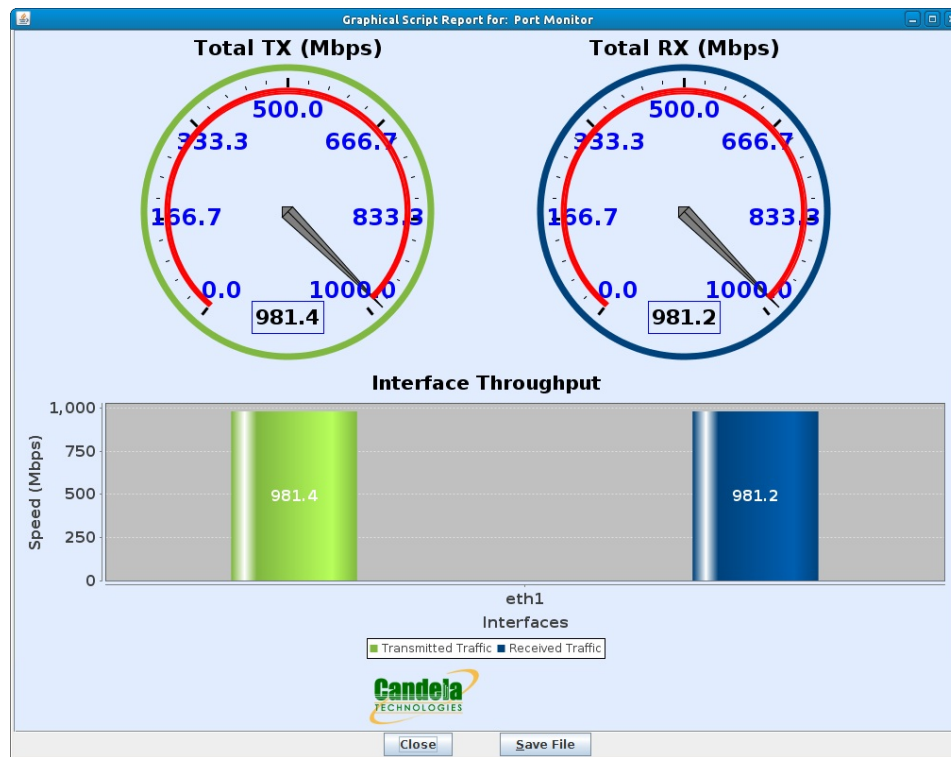 Graphical Script Report for: Port Monitor
Total TX (Mbps)
Total RX (Mbps)
500.0
333.3
666.7
166.7
833.3
0.0
1000.0
981.4
500.0
333.3
666.7
166.7
833.3
0.0
1000.0
981.2
Interface Throughput
Speed (Mbps)
1,000
750
500
250
0
981.4
981.2
eth1
Interfaces
Transmitted Traffic
Received Traffic
Candela
TECHNOLOGIES
Close
Save File